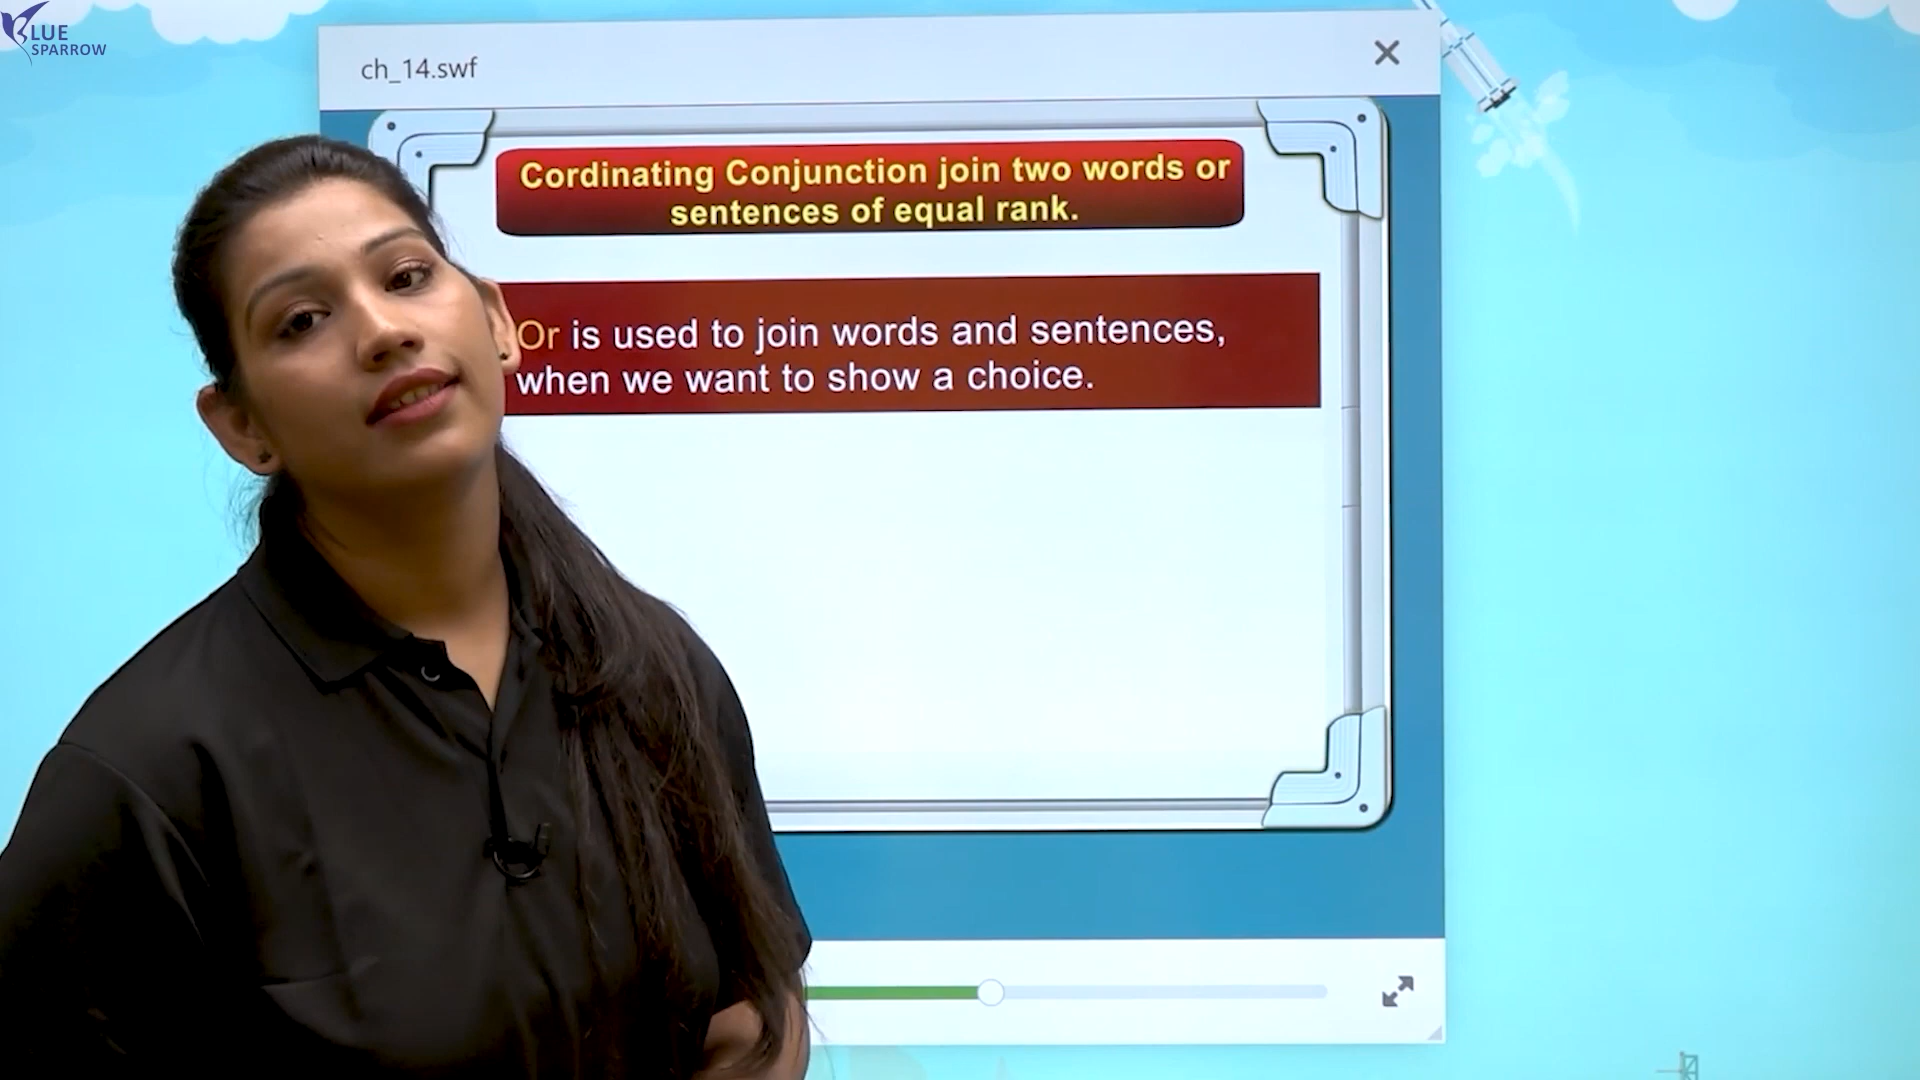 BLUE
SPARROW
ch_14.swf
Cordinating Conjunction join two words or
sentences of equal rank.
Or is used to join words and sentences,
when we want to show a choice.